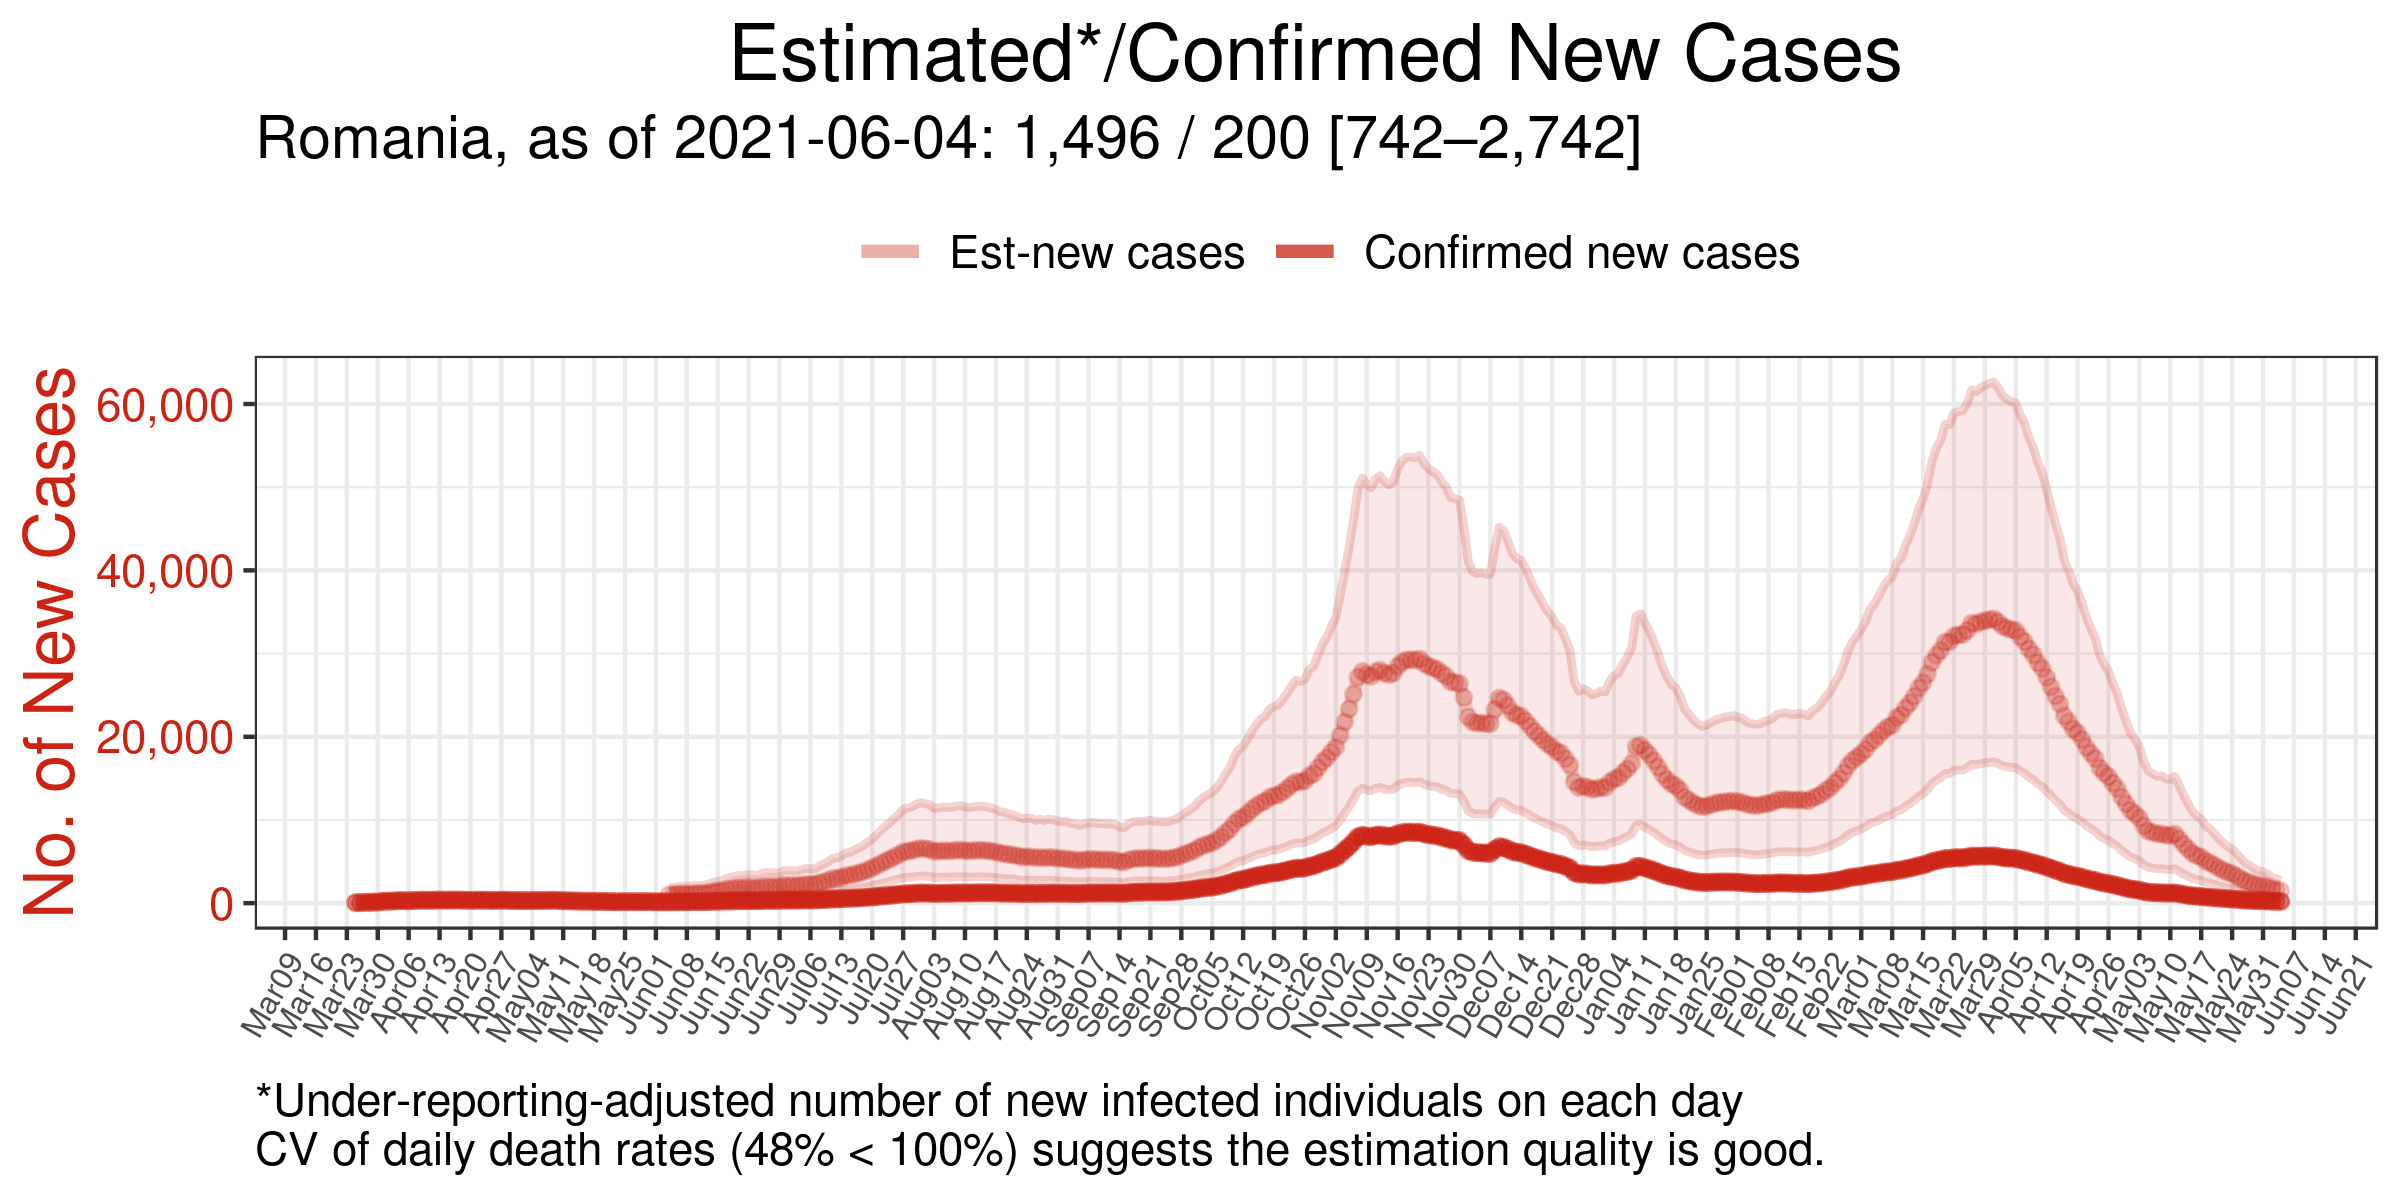 Estimated*/Confirmed New Cases
Romania, as of 2021-06-04: 1,496 / 200 [742–2,742]
Est-new cases Confirmed new cases
No. of New Cases
60,000
40,000
20,000
0
Mar09 Mar16 Mar23 Mar30 Apr06 Apr13 Apr20 Apr27 May04 May11 May18 May25 Jun01 Jun08 Jun15 Jun22 Jun29 Jul06 Jul13 Jul20 Jul27 Aug03 Aug10 Aug17 Aug24 Aug31 Sep07 Sep14 Sep21 Sep28 Oct05 Oct12 Oct19 Oct26 Nov02 Nov09 Nov16 Nov23 Nov30 Dec07 Dec14 Dec21 Dec28 Jan04 Jan11 Jan18 Jan25 Feb01 Feb08 Feb15 Feb22 Mar01 Mar08 Mar15 Mar22 Mar29 Apr05 Apr12 Apr19 Apr26 May03 May10 May17 May24 May31 Jun07 Jun14 Jun21
*Under-reporting-adjusted number of new infected individuals on each day
CV of daily death rates (48% < 100%) suggests the estimation quality is good.